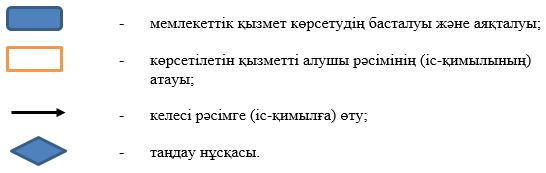 - мемлекеттік қызмет көрсетудің басталуы және аяқталуы;
- көрсетілетін қызметті алушы рәсімінің (іс-қимылының)
атауы;
- келесі рәсімге (іс-қимылға) өту;
- таңдау нұсқасы.